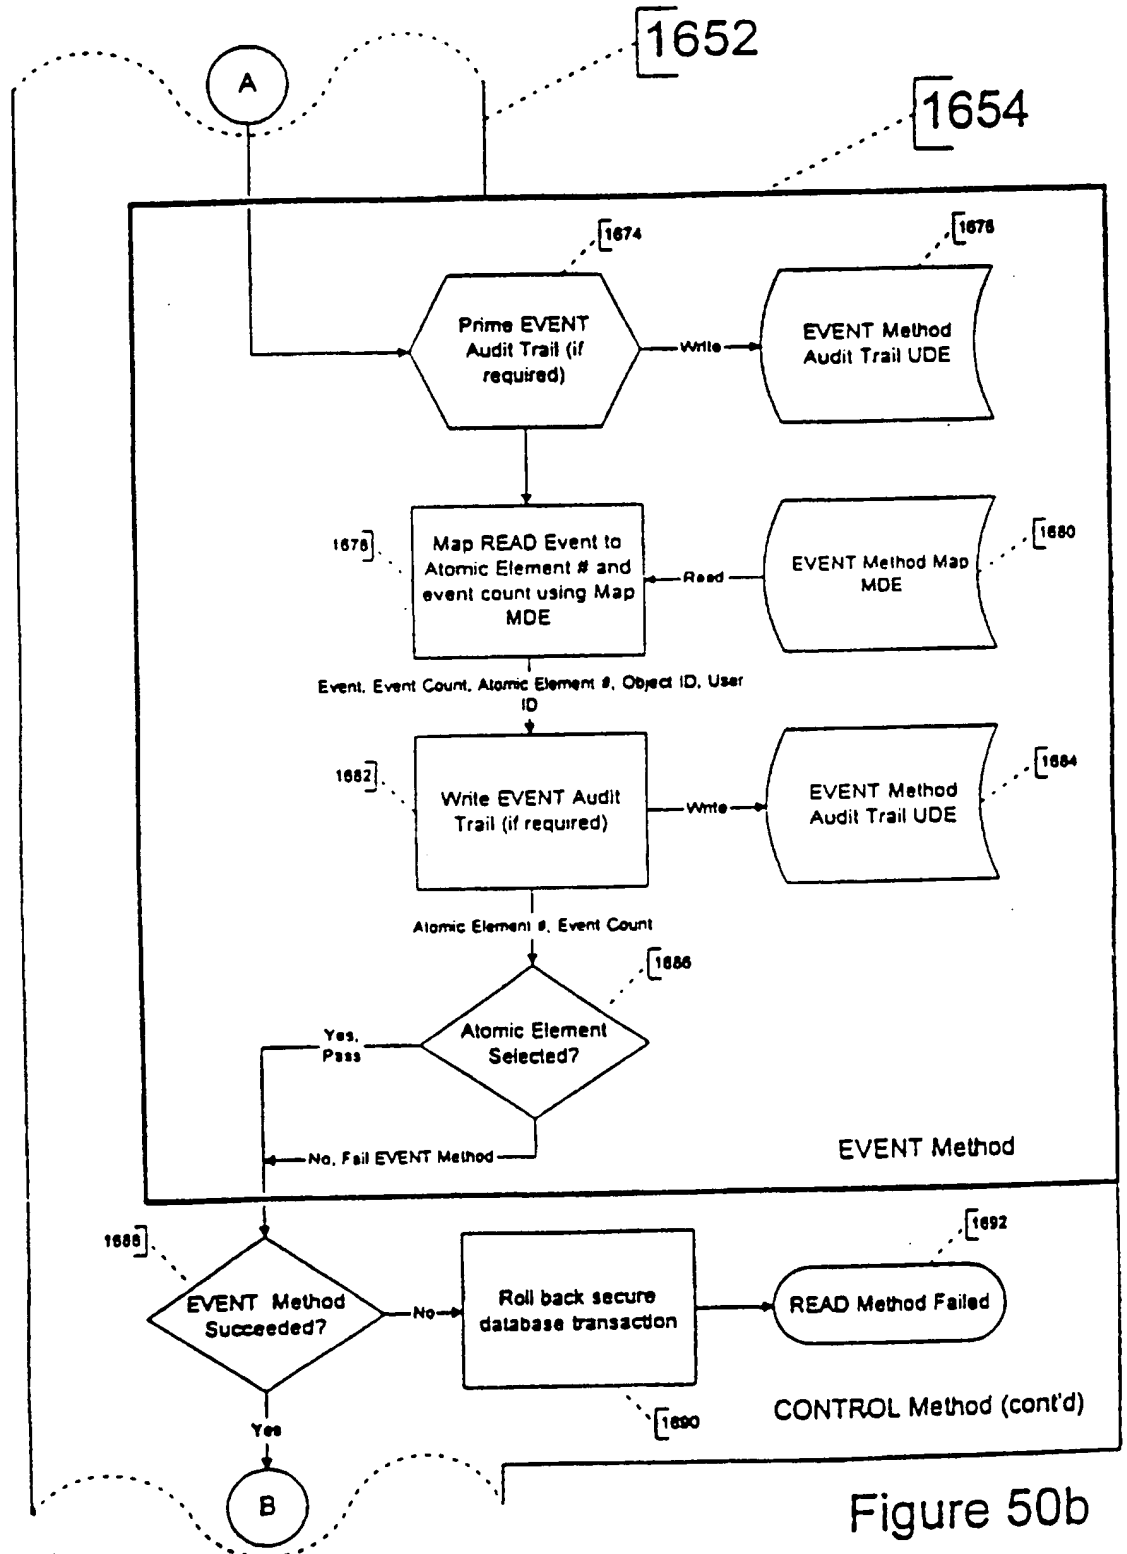 1652
A
1654
1674
1676
Prime EVENT
Audit Trail (if
required)
Write
EVENT Method
Audit Trail UDE
1678
Map READ Event to
Atomic Element # and
event count using Map
MDE
Read
1680
EVENT Method Map
MDE
Event, Event Count, Atomic Element #, Object ID, User
ID
1682
Write EVENT Audit
Trail (if required)
Write
1684
EVENT Method
Audit Trail UDE
Atomic Element #, Event Count
1686
Atomic Element
Selected?
Yes,
Pass
No, Fail EVENT Method
EVENT Method
1688
EVENT Method
Succeeded?
No
Roll back secure
database transaction
1692
READ Method Failed
1690
CONTROL Method (cont'd)
Yes
B
Figure 50b